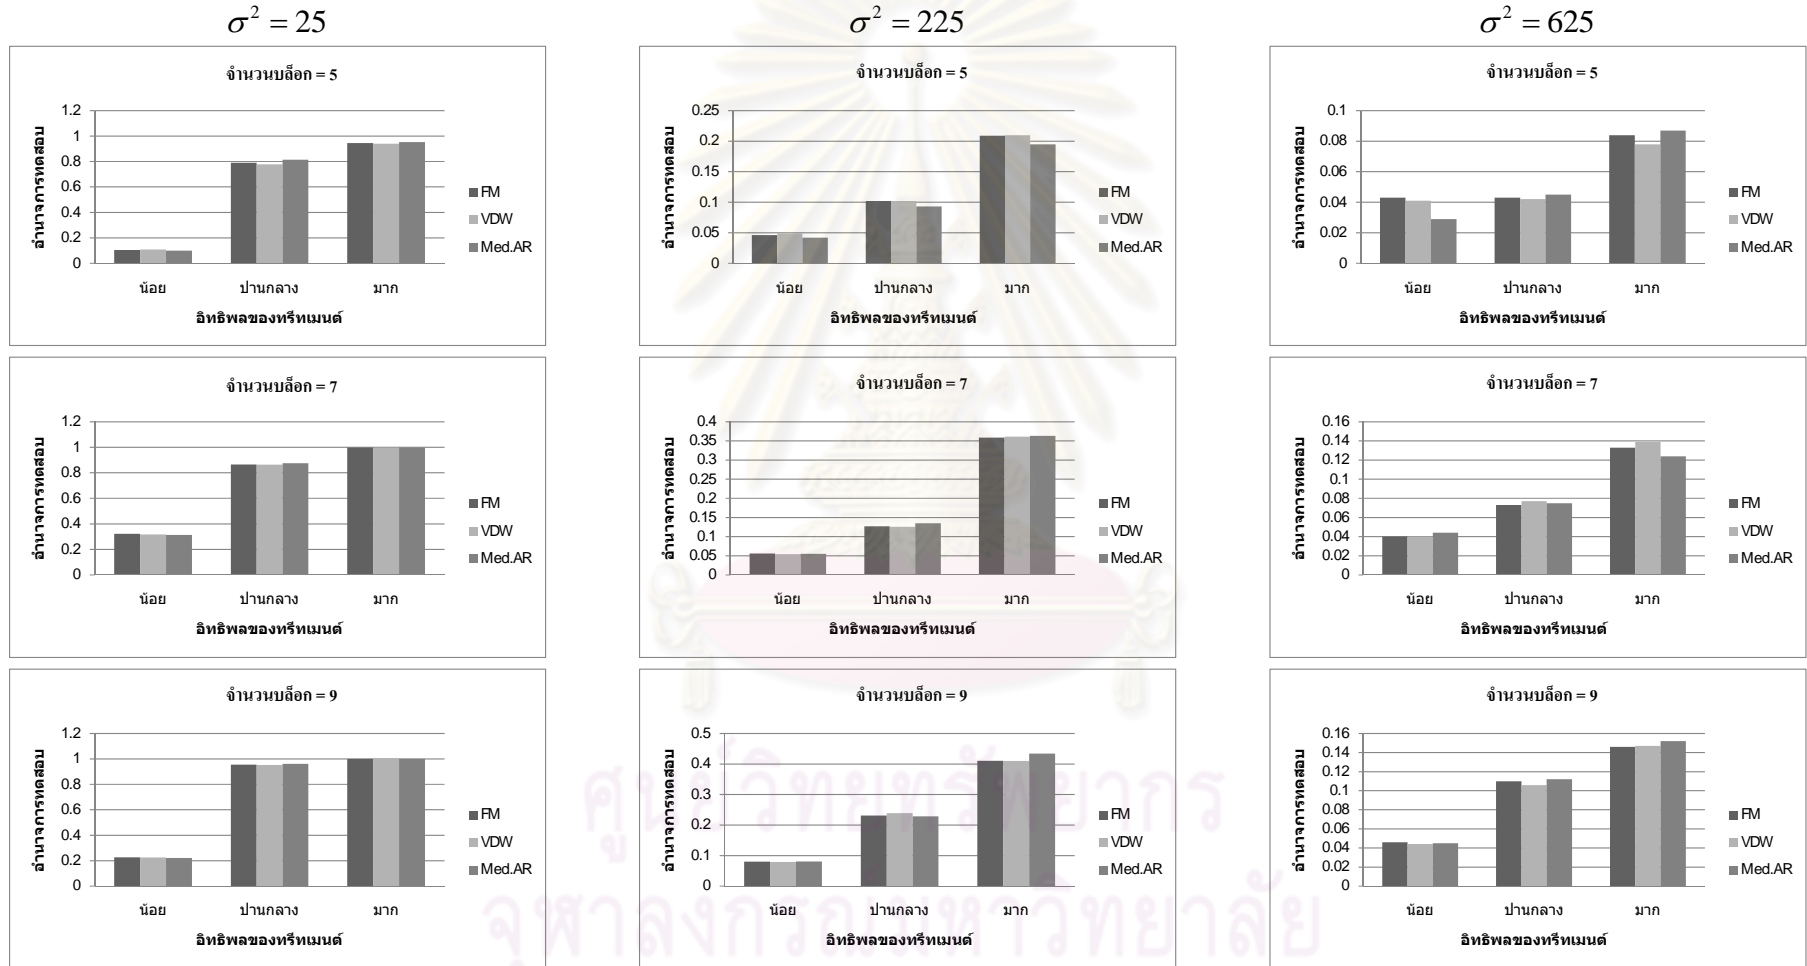 σ² = 25
σ² = 225
σ² = 625
จำนวนบล็อก = 5
อำนาจการทดสอบ
1.2
1
0.8
0.6
0.4
0.2
0
น้อย ปานกลาง มาก
อิทธิพลของทรีทเมนต์
FM
VDW
Med.AR
จำนวนบล็อก = 5
อำนาจการทดสอบ
0.25
0.2
0.15
0.1
0.05
0
น้อย ปานกลาง มาก
อิทธิพลของทรีทเมนต์
FM
VDW
Med.AR
จำนวนบล็อก = 5
อำนาจการทดสอบ
0.1
0.08
0.06
0.04
0.02
0
น้อย ปานกลาง มาก
อิทธิพลของทรีทเมนต์
FM
VDW
Med.AR
จำนวนบล็อก = 7
อำนาจการทดสอบ
1.2
1
0.8
0.6
0.4
0.2
0
น้อย ปานกลาง มาก
อิทธิพลของทรีทเมนต์
FM
VDW
Med.AR
จำนวนบล็อก = 7
อำนาจการทดสอบ
0.4
0.35
0.3
0.25
0.2
0.15
0.1
0.05
0
น้อย ปานกลาง มาก
อิทธิพลของทรีทเมนต์
FM
VDW
Med.AR
จำนวนบล็อก = 7
อำนาจการทดสอบ
0.16
0.14
0.12
0.1
0.08
0.06
0.04
0.02
0
น้อย ปานกลาง มาก
อิทธิพลของทรีทเมนต์
FM
VDW
Med.AR
จำนวนบล็อก = 9
อำนาจการทดสอบ
1.2
1
0.8
0.6
0.4
0.2
0
น้อย ปานกลาง มาก
อิทธิพลของทรีทเมนต์
FM
VDW
Med.AR
จำนวนบล็อก = 9
อำนาจการทดสอบ
0.5
0.4
0.3
0.2
0.1
0
น้อย ปานกลาง มาก
อิทธิพลของทรีทเมนต์
FM
VDW
Med.AR
จำนวนบล็อก = 9
อำนาจการทดสอบ
0.16
0.14
0.12
0.1
0.08
0.06
0.04
0.02
0
น้อย ปานกลาง มาก
อิทธิพลของทรีทเมนต์
FM
VDW
Med.AR
ศูนย์วิทยทรัพยากร
จุฬาลงกรณ์มหาวิทยาลัย